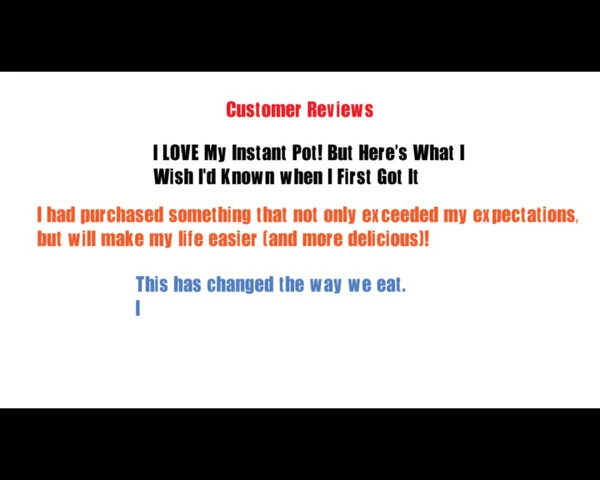 Customer Reviews
I LOVE My Instant Pot! But Here's What I
Wish I'd Known when I First Got It
I had purchased something that not only exceeded my expectations,
but will make my life easier (and more delicious)!
This has changed the way we eat.
I